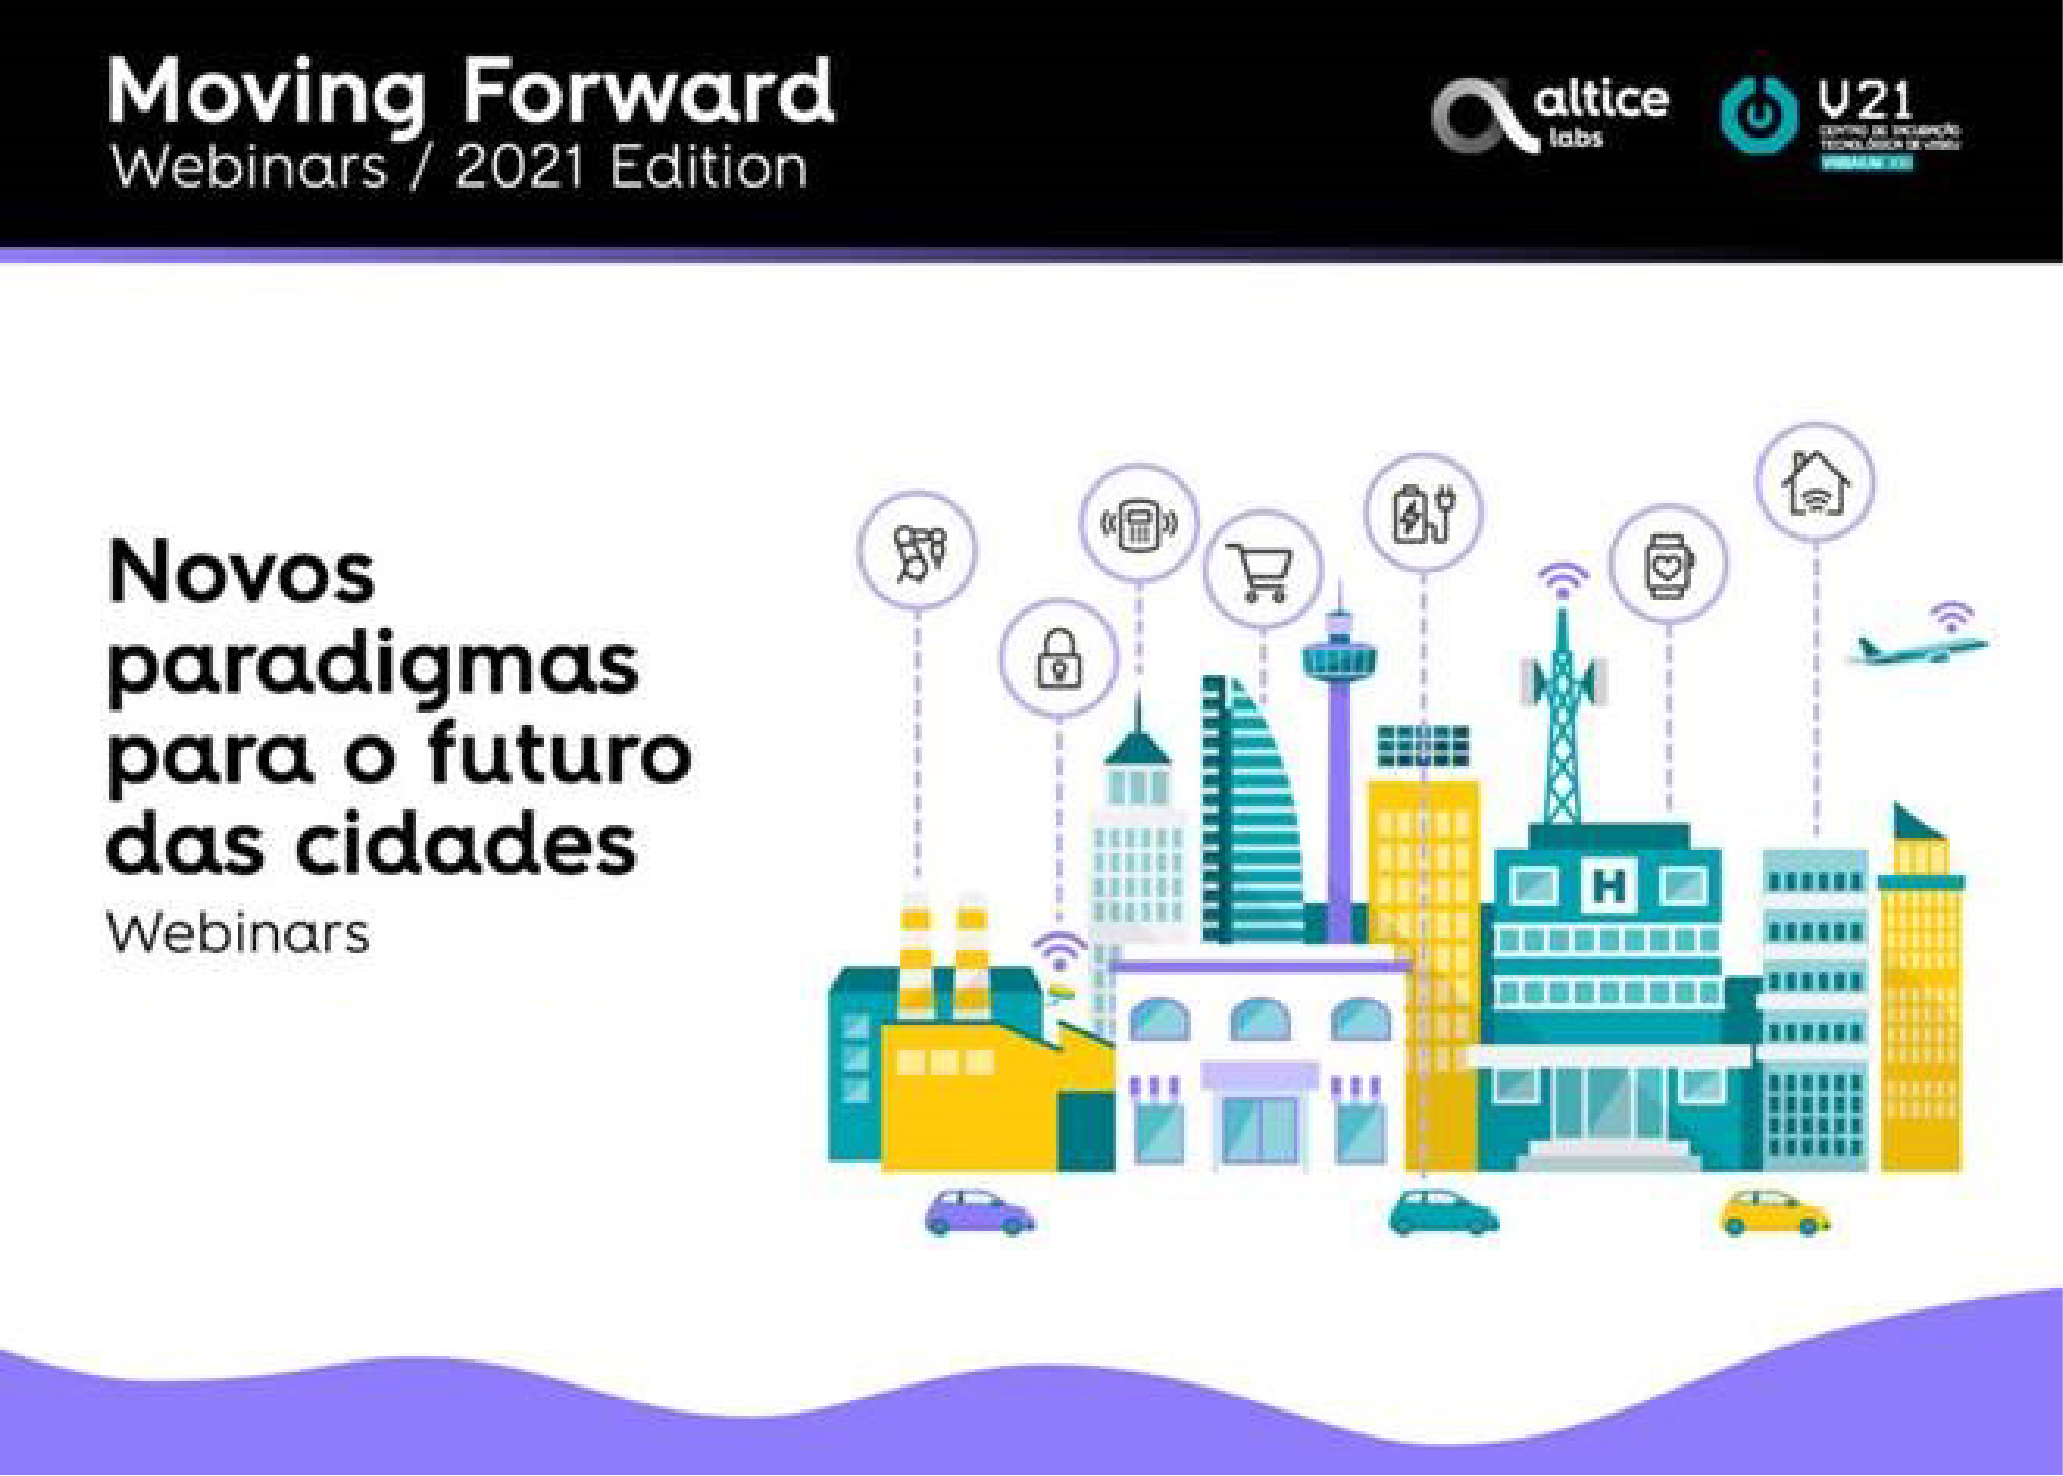 Moving Forward
Webinars / 2021 Edition
altice
labs
V21
CENTRO DE INCUBAÇÃO
TECNOLÓGICA DE VISEU
Novos
paradigmas
para o futuro
das cidades
Webinars
H